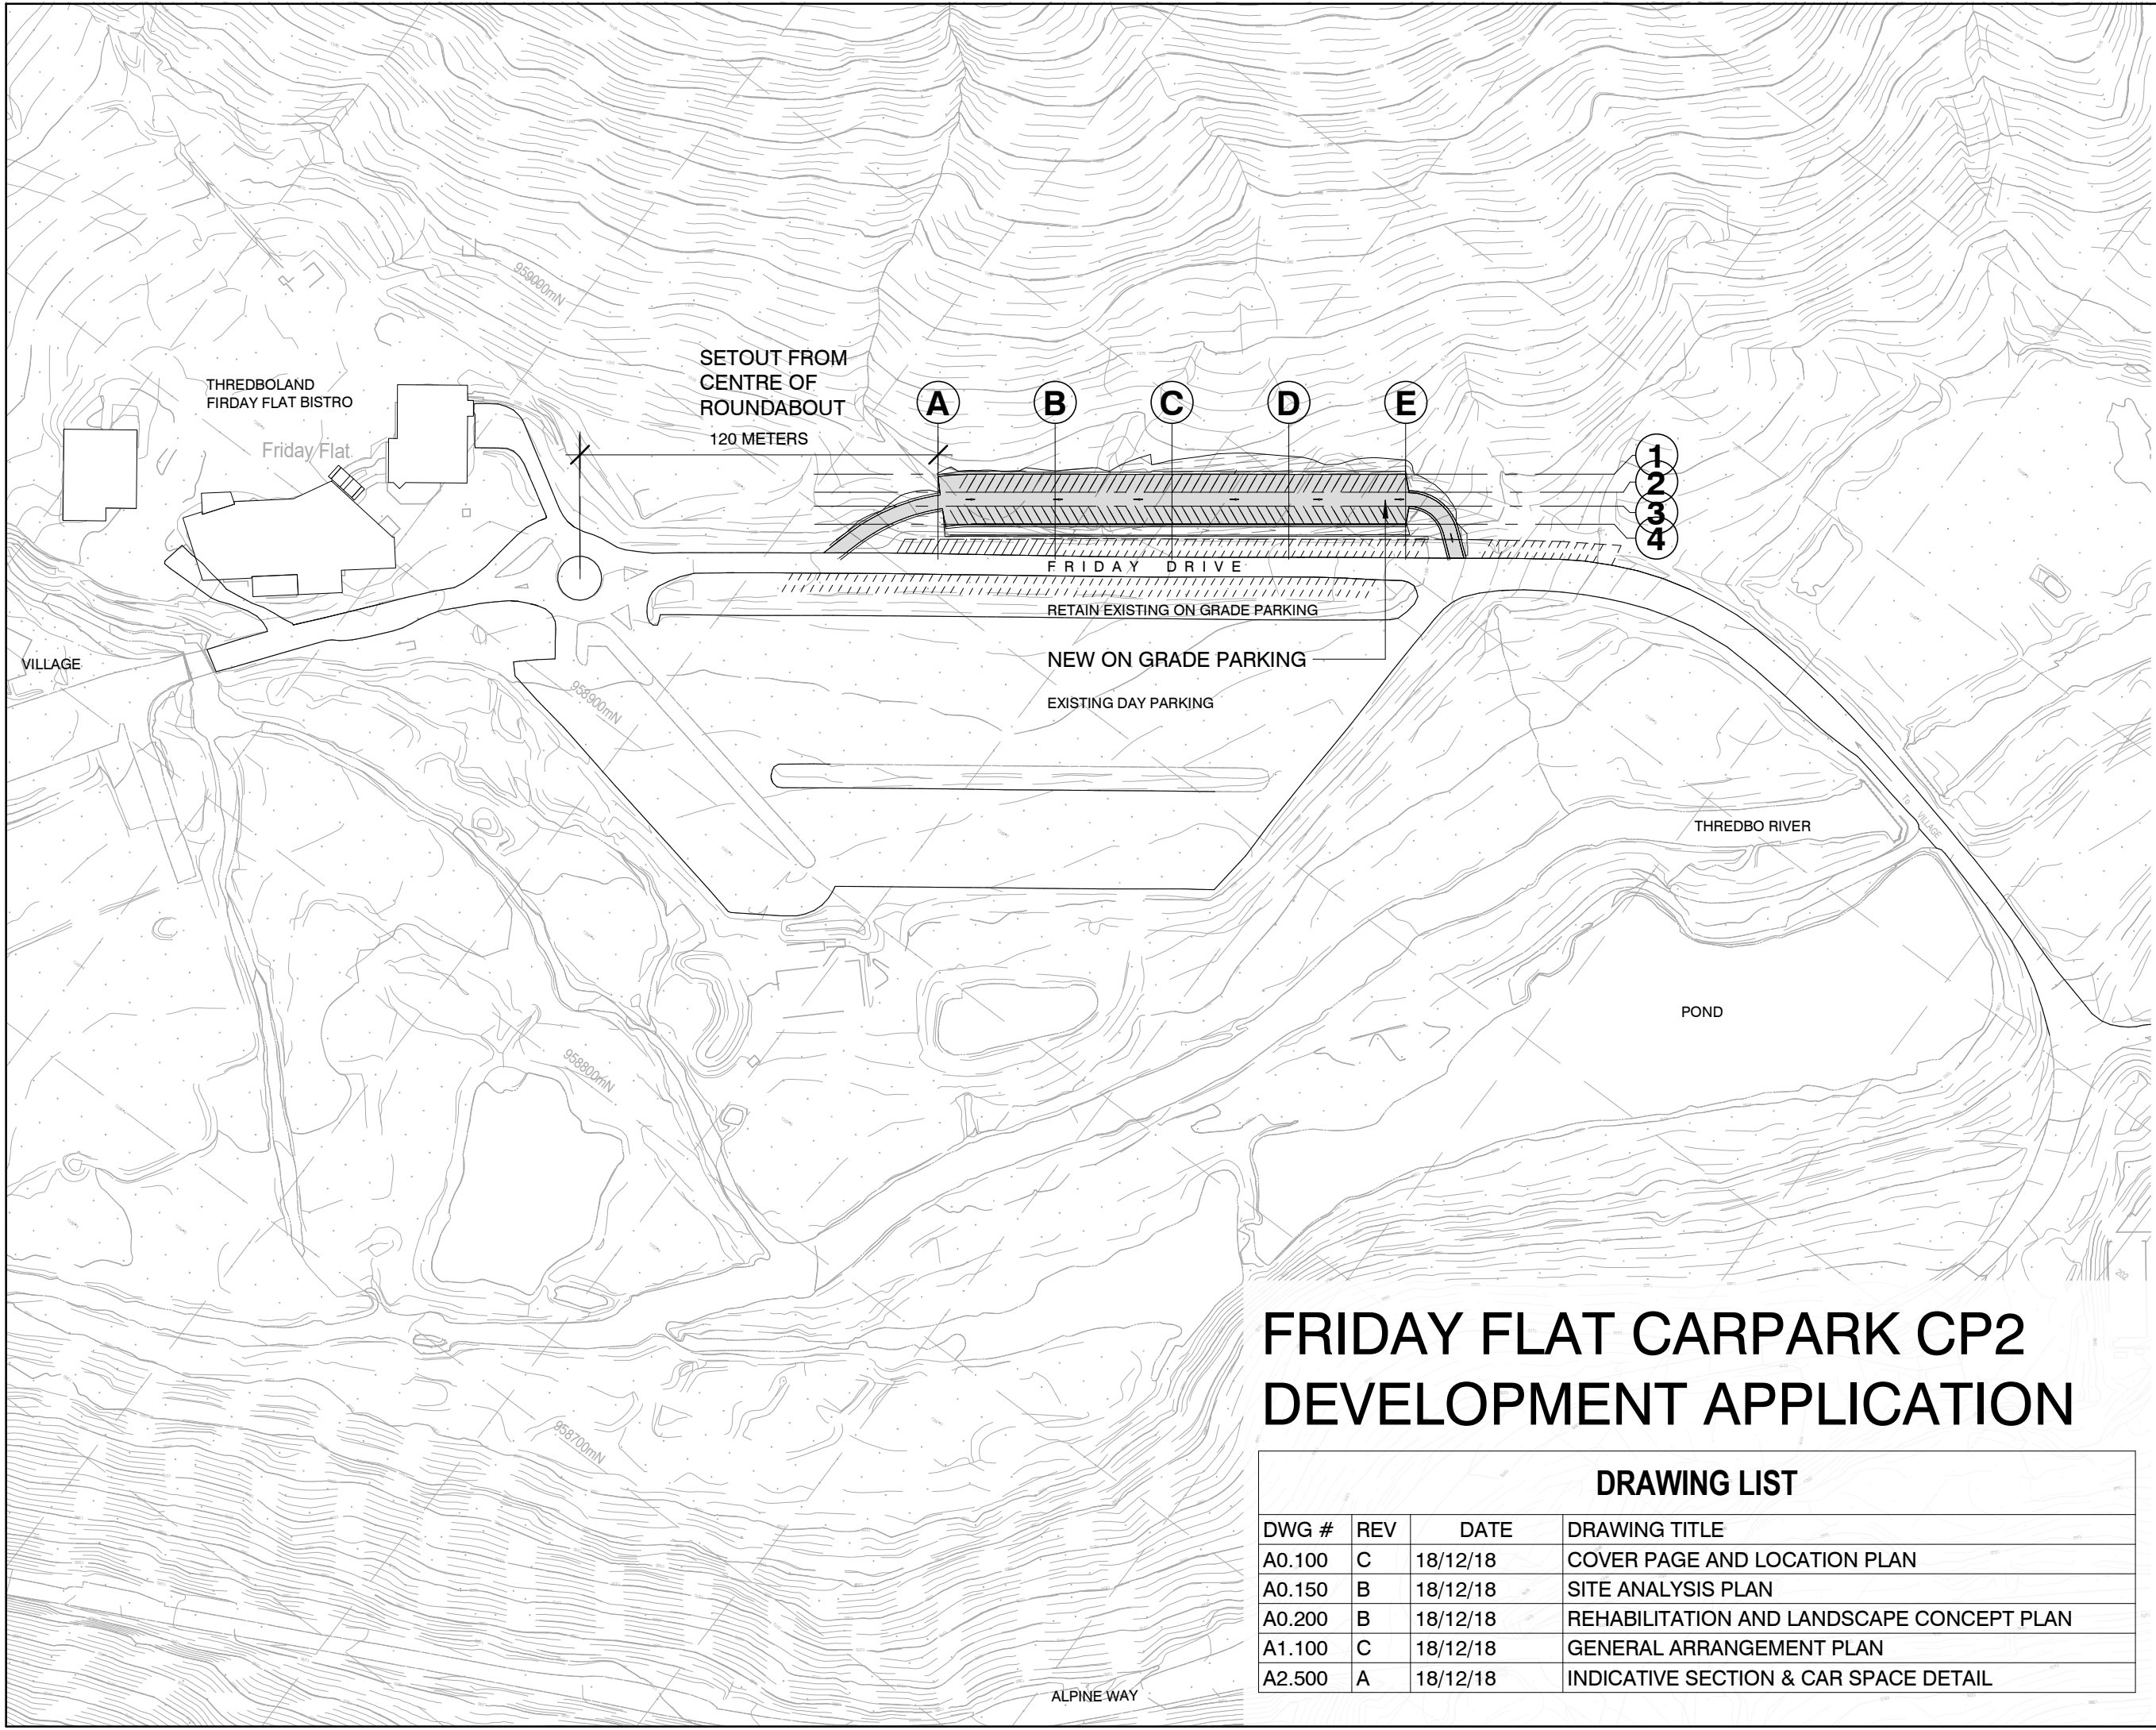 959000mN
SETOUT FROM
CENTRE OF
ROUNDABOUT
120 METERS
THREDBOLAND
FIRDAY FLAT BISTRO
Friday Flat
A
B
C
D
E
1
2
3
4
FRIDAY DRIVE
RETAIN EXISTING ON GRADE PARKING
NEW ON GRADE PARKING
EXISTING DAY PARKING
VILLAGE
958900mN
THREDBO RIVER
To VILLAGE
POND
958800mN
958700mN
202
ALPINE WAY
FRIDAY FLAT CARPARK CP2
DEVELOPMENT APPLICATION
DRAWING LIST
DWG # REV DATE DRAWING TITLE
A0.100 C 18/12/18 COVER PAGE AND LOCATION PLAN
A0.150 B 18/12/18 SITE ANALYSIS PLAN
A0.200 B 18/12/18 REHABILITATION AND LANDSCAPE CONCEPT PLAN
A1.100 C 18/12/18 GENERAL ARRANGEMENT PLAN
A2.500 A 18/12/18 INDICATIVE SECTION & CAR SPACE DETAIL